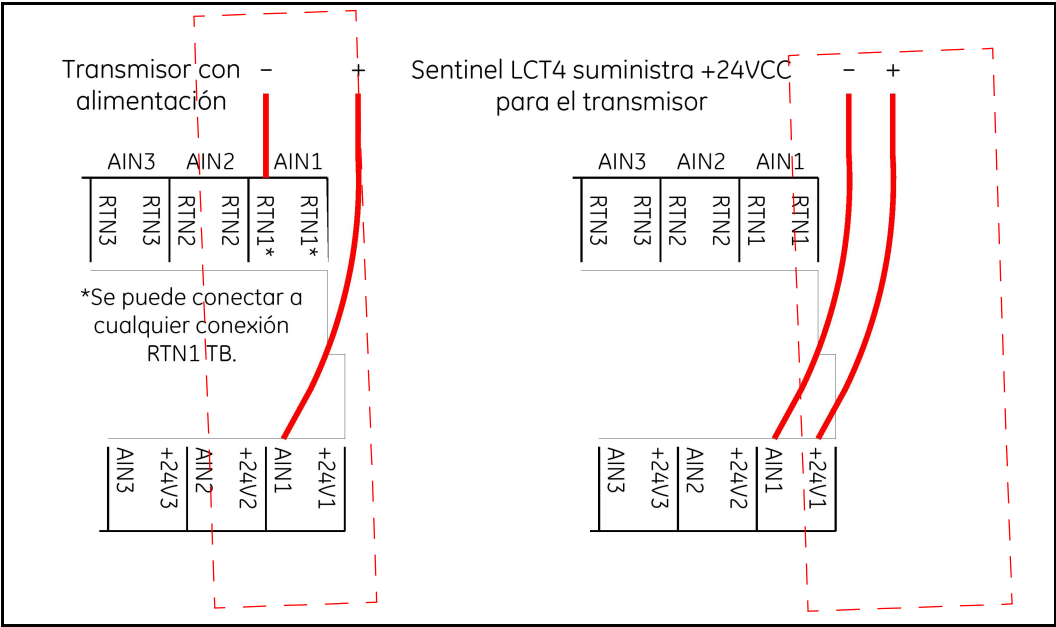 Transmisor con
alimentación
− +
AIN3 AIN2 AIN1
RTN3 RTN3 RTN2 RTN2 RTN1* RTN1*
*Se puede conectar a
cualquier conexión
RTN1 TB.
AIN3 +24V3 AIN2 +24V2 AIN1 +24V1
Sentinel LCT4 suministra +24VCC
para el transmisor
− +
AIN3 AIN2 AIN1
RTN3 RTN3 RTN2 RTN2 RTN1 RTN1
AIN3 +24V3 AIN2 +24V2 AIN1 +24V1